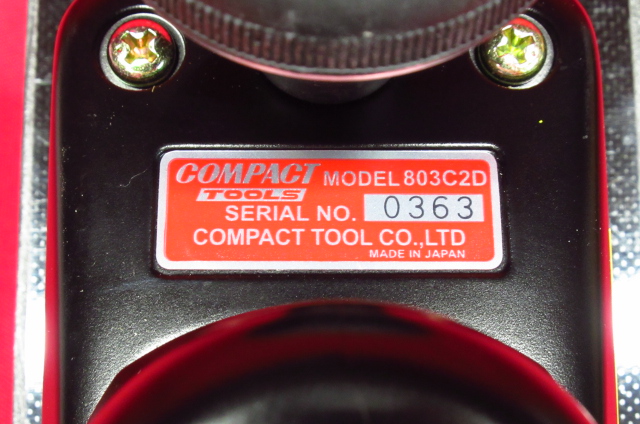 COMPACT MODEL 803C2D
TOOLS
SERIAL NO. 0363
COMPACT TOOL CO.,LTD
MADE IN JAPAN